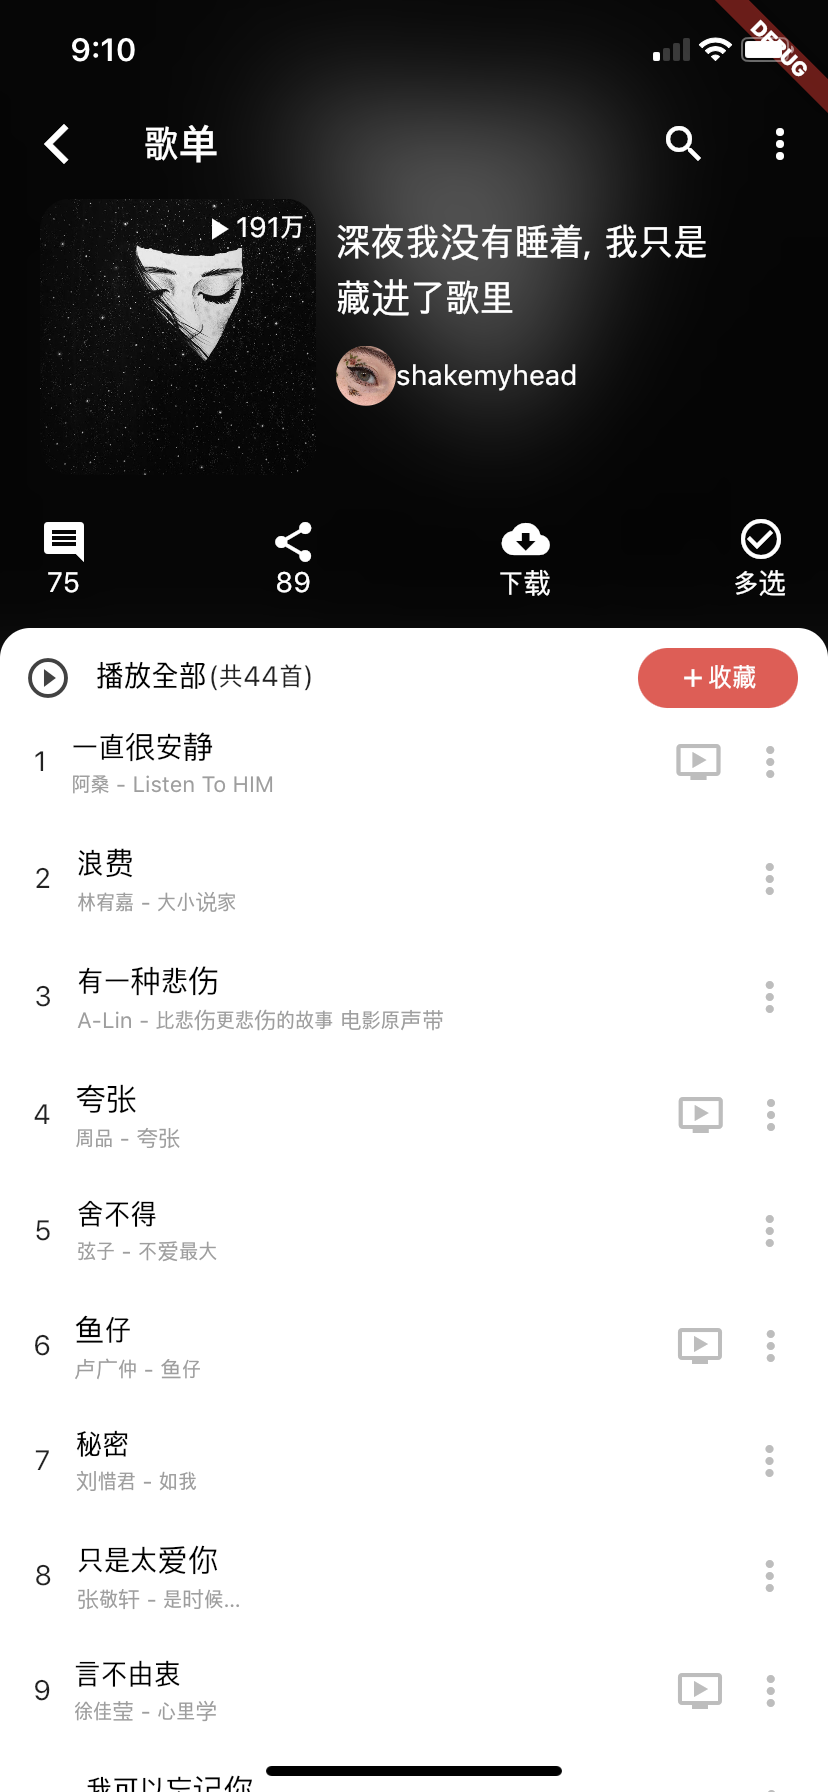 9:10
DEBUG
歌单
191万
深夜我没有睡着, 我只是
藏进了歌里
shakemyhead
75
89
下载
多选
播放全部(共44首)
+收藏
1
一直很安静
阿桑 - Listen To HIM
2
浪费
林宥嘉 - 大小说家
3
有一种悲伤
A-Lin - 比悲伤更悲伤的故事 电影原声带
4
夸张
周品 - 夸张
5
舍不得
弦子 - 不爱最大
6
鱼仔
卢广仲 - 鱼仔
7
秘密
刘惜君 - 如我
8
只是太爱你
张敬轩 - 是时候...
9
言不由衷
徐佳莹 - 心里学
我可以忘记你